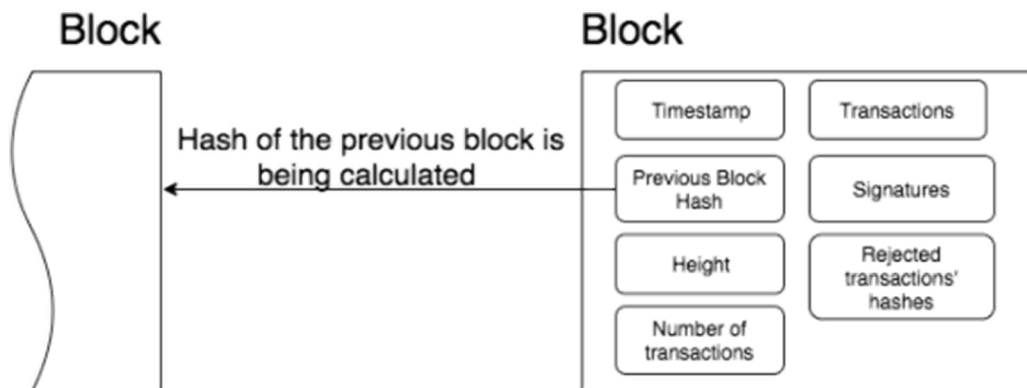 Block
Block
Hash of the previous block is
being calculated
Timestamp
Transactions
Previous Block
Hash
Signatures
Height
Rejected
transactions'
hashes
Number of
transactions